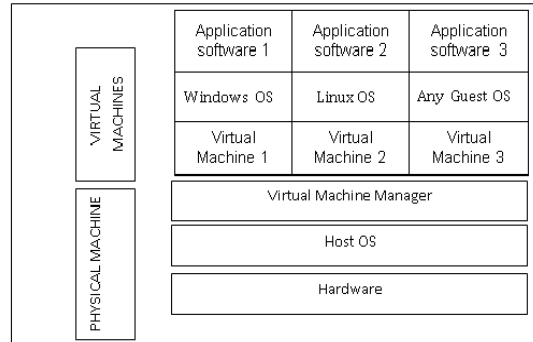 Application
software 1
Application
software 2
Application
software 3
VIRTUAL
MACHINES
Windows OS
Linux OS
Any Guest OS
Virtual
Machine 1
Virtual
Machine 2
Virtual
Machine 3
PHYSICAL MACHINE
Virtual Machine Manager
Host OS
Hardware